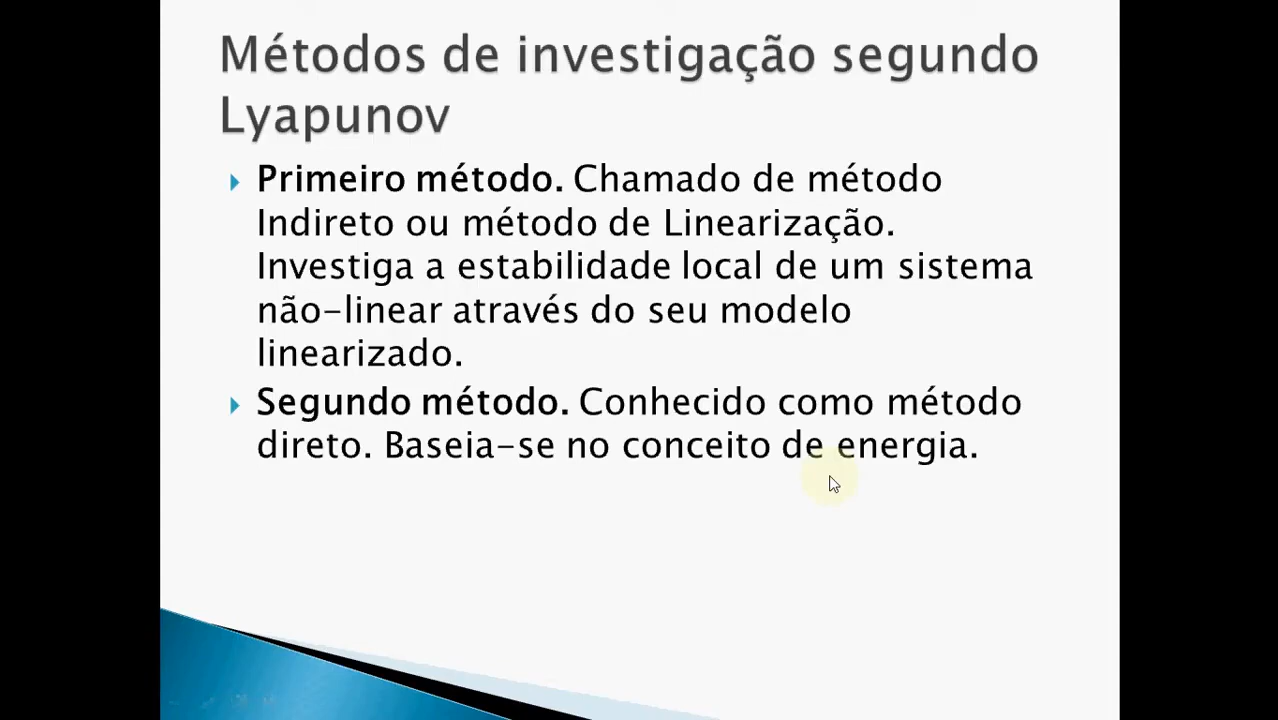 Métodos de investigação segundo
Lyapunov
Primeiro método. Chamado de método
Indireto ou método de Linearização.
Investiga a estabilidade local de um sistema
não-linear através do seu modelo
linearizado.
Segundo método. Conhecido como método
direto. Baseia-se no conceito de energia.